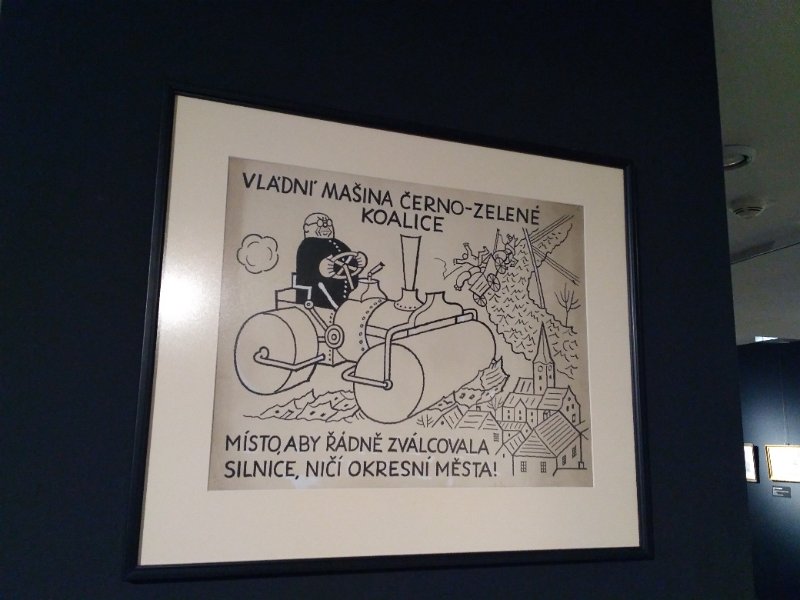 VLÁDNÍ MAŠINA ČERNO-ZELENÉ
KOALICE
MÍSTO, ABY ŘÁDNĚ ZVÁLCOVALA
SILNICE, NIČÍ OKRESNÍ MĚSTA!